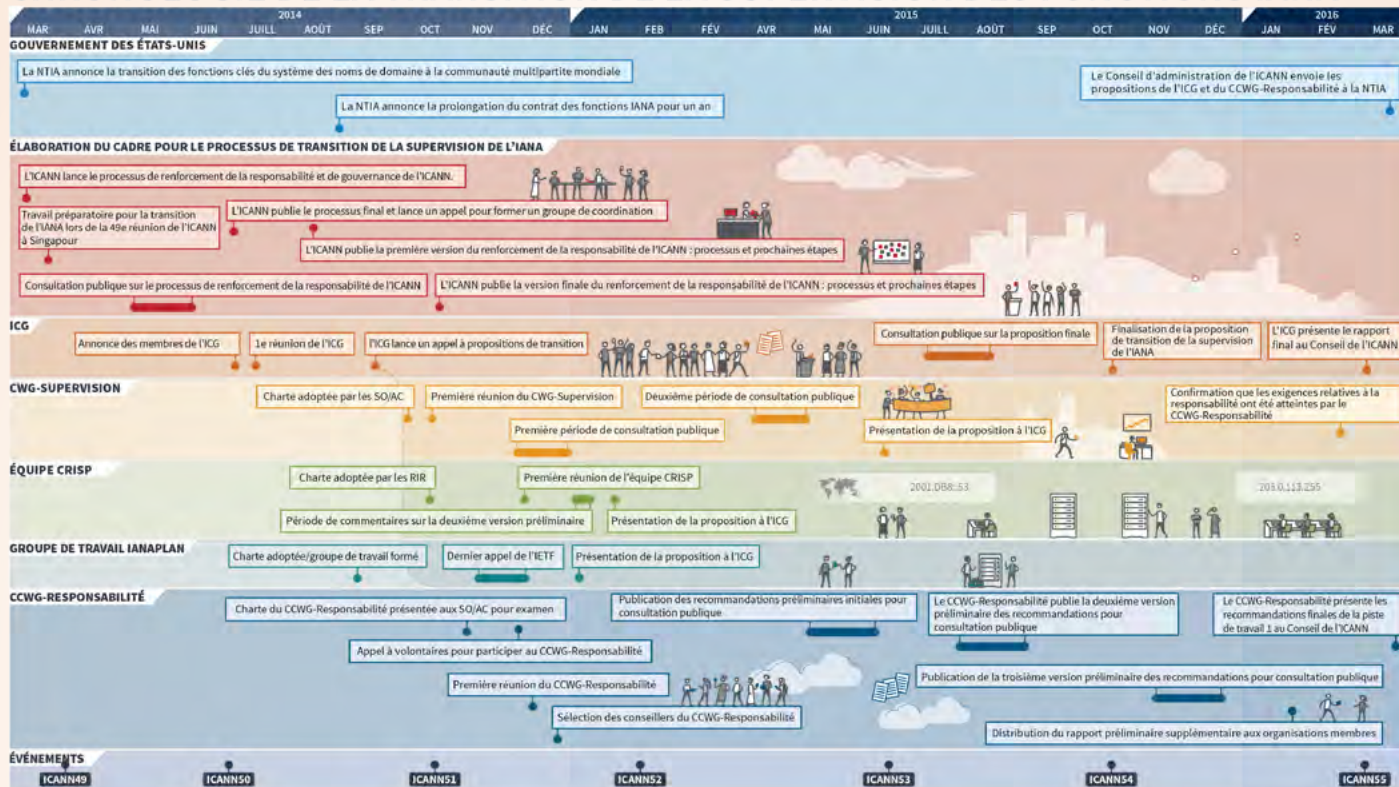 2014
2015
2016
MAR AVR MAI JUIN JUILL AOÛT SEP OCT NOV DÉC JAN FEB FÉV AVR MAI JUIN JUILL AOÛT SEP OCT NOV DÉC JAN FÉV MAR
GOUVERNEMENT DES ÉTATS-UNIS
La NTIA annonce la transition des fonctions clés du système des noms de domaine à la communauté multipartite mondiale
La NTIA annonce la prolongation du contrat des fonctions IANA pour un an
Le Conseil d'administration de l'ICANN envoie les
propositions de l'ICG et du CCWG-Responsabilité à la NTIA
ÉLABORATION DU CADRE POUR LE PROCESSUS DE TRANSITION DE LA SUPERVISION DE L'IANA
L'ICANN lance le processus de renforcement de la responsabilité et de gouvernance de l'ICANN.
Travail préparatoire pour la transition
de l'IANA lors de la 49e réunion de l'ICANN
à Singapour
L'ICANN publie le processus final et lance un appel pour former un groupe de coordination
L'ICANN publie la première version du renforcement de la responsabilité de l'ICANN : processus et prochaines étapes
Consultation publique sur le processus de renforcement de la responsabilité de l'ICANN
L'ICANN publie la version finale du renforcement de la responsabilité de l'ICANN : processus et prochaines étapes
ICG
Annonce des membres de l'ICG
1e réunion de l'ICG
l'ICG lance un appel à propositions de transition
Consultation publique sur la proposition finale
Finalisation de la proposition
de transition de la supervision
de l'IANA
L'ICG présente le rapport
final au Conseil de l'ICANN
CWG-SUPERVISION
Charte adoptée par les SO/AC
Première réunion du CWG-Supervision
Deuxième période de consultation publique
Confirmation que les exigences relatives à la
responsabilité ont été atteintes par le
CCWG-Responsabilité
Première période de consultation publique
Présentation de la proposition à l'ICG
ÉQUIPE CRISP
Charte adoptée par les RIR
Première réunion de l'équipe CRISP
2001:DB8::53
203.0.113.255
Période de commentaires sur la deuxième version préliminaire
Présentation de la proposition à l'ICG
GROUPE DE TRAVAIL IANAPLAN
Charte adoptée/groupe de travail formé
Dernier appel de l'IETF
Présentation de la proposition à l'ICG
CCWG-RESPONSABILITÉ
Charte du CCWG-Responsabilité présentée aux SO/AC pour examen
Publication des recommandations préliminaires initiales pour
consultation publique
Le CCWG-Responsabilité publie la deuxième version
préliminaire des recommandations pour
consultation publique
Le CCWG-Responsabilité présente les
recommandations finales de la piste
de travail 1 au Conseil de l'ICANN
Appel à volontaires pour participer au CCWG-Responsabilité
Première réunion du CCWG-Responsabilité
Publication de la troisième version préliminaire des recommandations pour consultation publique
Sélection des conseillers du CCWG-Responsabilité
Distribution du rapport préliminaire supplémentaire aux organisations membres
ÉVÉNEMENTS
ICANN49
ICANN50
ICANN51
ICANN52
ICANN53
ICANN54
ICANN55